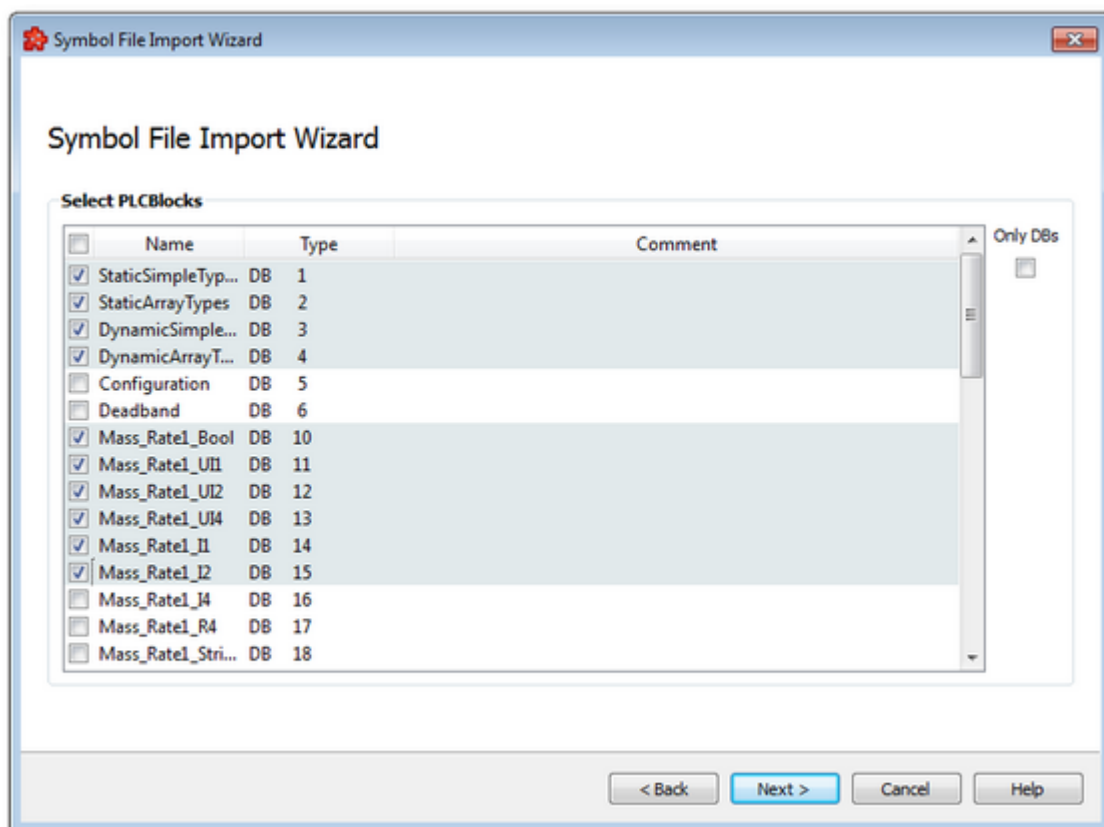 Symbol File Import Wizard
Symbol File Import Wizard
Select PLCBlocks
Name Type Comment Only DBs
StaticSimpleTyp... DB 1
StaticArrayTypes DB 2
DynamicSimple... DB 3
DynamicArrayT... DB 4
Configuration DB 5
Deadband DB 6
Mass_Rate1_Bool DB 10
Mass_Rate1_UI1 DB 11
Mass_Rate1_UI2 DB 12
Mass_Rate1_UI4 DB 13
Mass_Rate1_I1 DB 14
Mass_Rate1_I2 DB 15
Mass_Rate1_I4 DB 16
Mass_Rate1_R4 DB 17
Mass_Rate1_Stri... DB 18
< Back Next > Cancel Help